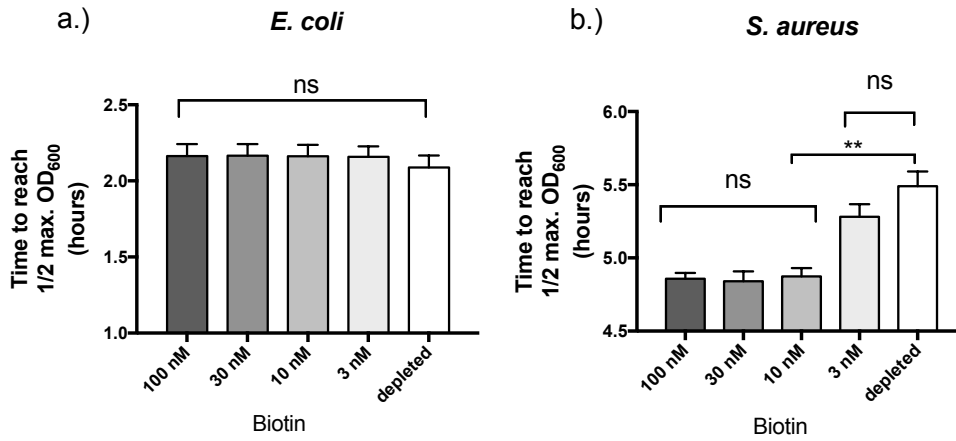 a.)
E. coli
ns
Time to reach
1/2 max. OD600
(hours)
2.5
2.0
1.5
1.0
100 nM
30 nM
10 nM
3 nM
depleted
Biotin
b.)
S. aureus
ns
**
ns
Time to reach
1/2 max. OD600
(hours)
6.0
5.5
5.0
4.5
100 nM
30 nM
10 nM
3 nM
depleted
Biotin